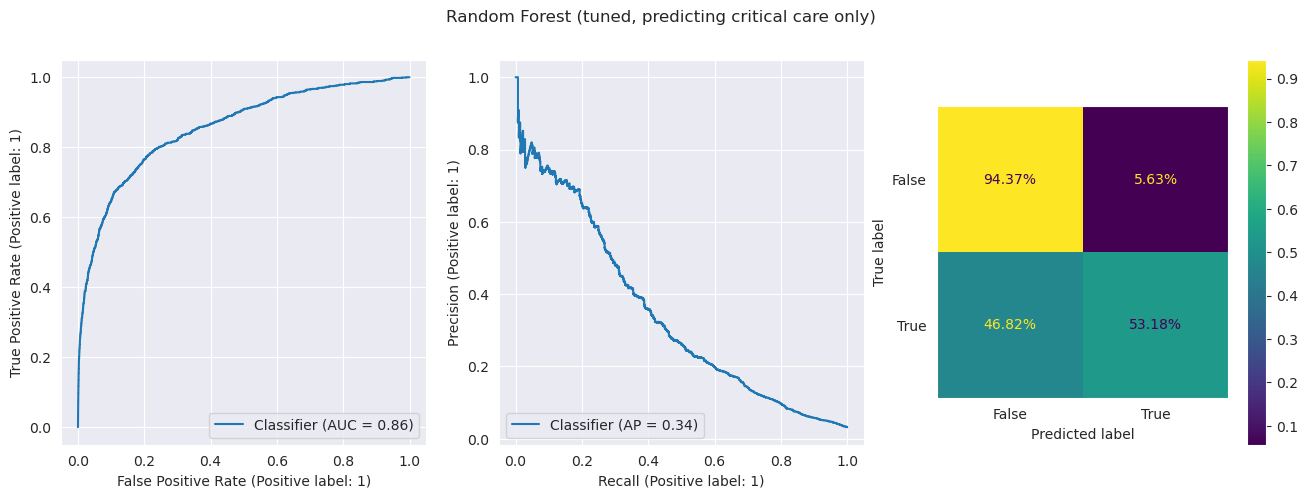 Random Forest (tuned, predicting critical care only)
True Positive Rate (Positive label: 1)
1.0
0.8
0.6
0.4
0.2
0.0
Classifier (AUC = 0.86)
0.0 0.2 0.4 0.6 0.8 1.0
False Positive Rate (Positive label: 1)
Precision (Positive label: 1)
1.0
0.8
0.6
0.4
0.2
0.0
Classifier (AP = 0.34)
0.0 0.2 0.4 0.6 0.8 1.0
Recall (Positive label: 1)
True label
False
94.37% 5.63%
True
46.82% 53.18%
False True
Predicted label
0.9
0.8
0.7
0.6
0.5
0.4
0.3
0.2
0.1